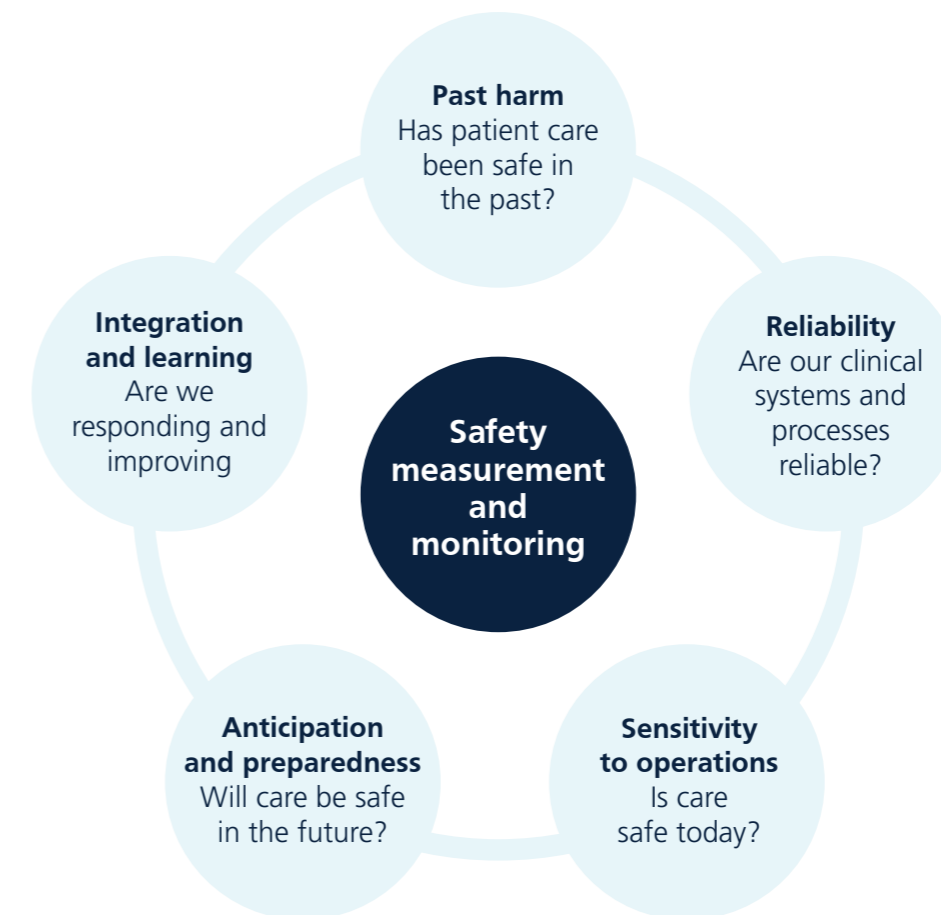 Past harm
Has patient care
been safe in
the past?
Integration
and learning
Are we
responding and
improving
Reliability
Are our clinical
systems and
processes
reliable?
Safety
measurement
and
monitoring
Anticipation
and preparedness
Will care be safe
in the future?
Sensitivity
to operations
Is care
safe today?